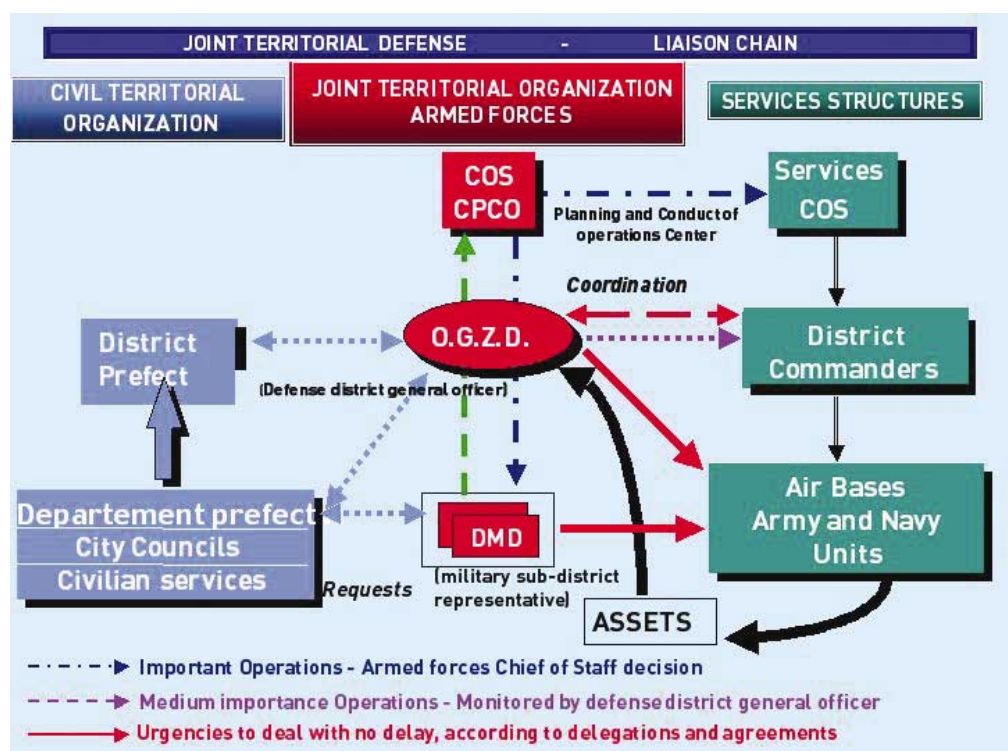 JOINT TERRITORIAL DEFENSE - LIAISON CHAIN
CIVIL TERRITORIAL
ORGANIZATION
JOINT TERRITORIAL ORGANIZATION
ARMED FORCES
SERVICES STRUCTURES
COS
CPCO
Planning and Conduct of
operations Center
Services
COS
Coordination
District
Prefect
O.G.Z.D.
(Defense district general officer)
District
Commanders
Departement prefect
City Councils
Civilian services
Requests
DMD
(military sub-district
representative)
Air Bases
Army and Navy
Units
ASSETS
Important Operations - Armed forces Chief of Staff decision
Medium importance Operations - Monitored by defense district general officer
Urgencies to deal with no delay, according to delegations and agreements